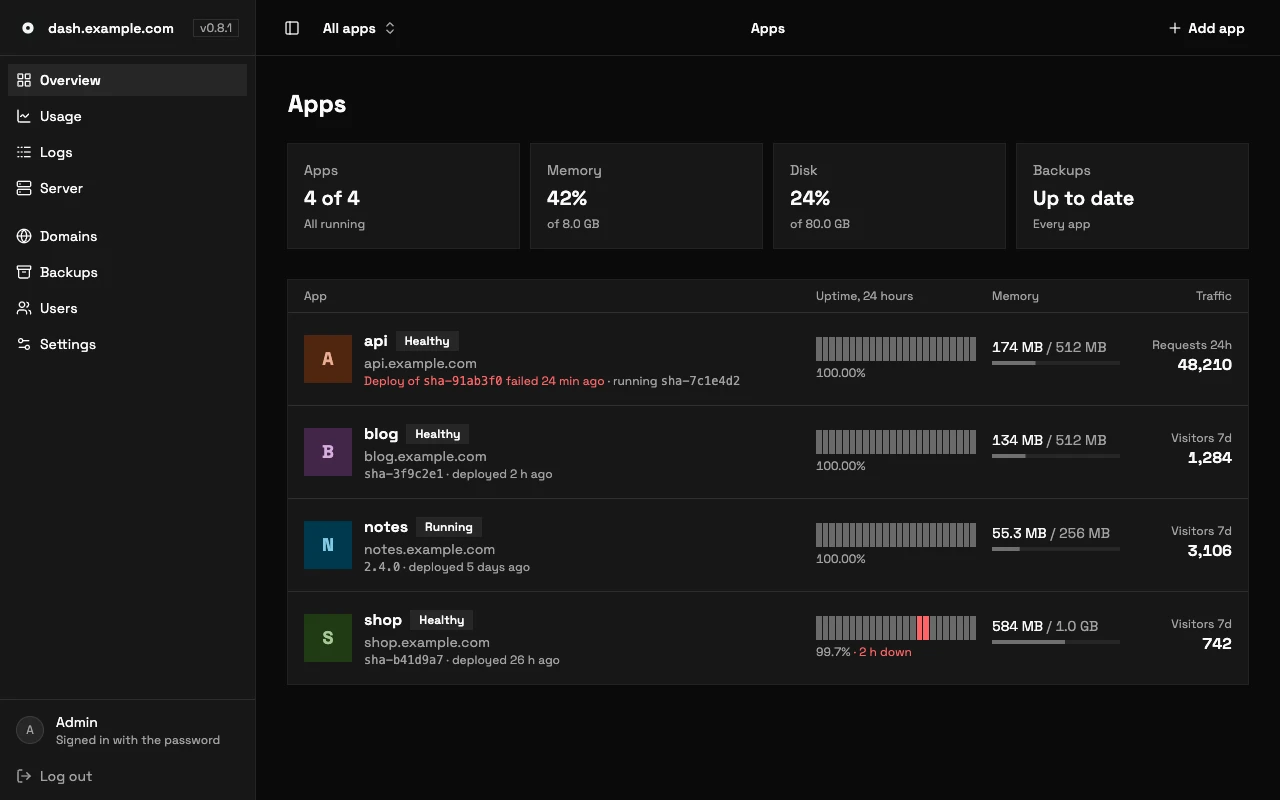 dash.example.com v0.8.1
All apps
Apps
Add app
Overview
Usage
Logs
Server
Domains
Backups
Users
Settings
A
Admin
Signed in with the password
Log out
Apps
Apps
4 of 4
All running
Memory
42%
of 8.0 GB
Disk
24%
of 80.0 GB
Backups
Up to date
Every app
App Uptime, 24 hours Memory Traffic
A
api Healthy
api.example.com
Deploy of sha-91ab3f0 failed 24 min ago · running sha-7c1e4d2
100.00%
174 MB / 512 MB
Requests 24h
48,210
B
blog Healthy
blog.example.com
sha-3f9c2e1 · deployed 2 h ago
100.00%
134 MB / 512 MB
Visitors 7d
1,284
N
notes Running
notes.example.com
2.4.0 · deployed 5 days ago
100.00%
55.3 MB / 256 MB
Visitors 7d
3,106
S
shop Healthy
shop.example.com
sha-b41d9a7 · deployed 26 h ago
99.7% · 2 h down
584 MB / 1.0 GB
Visitors 7d
742